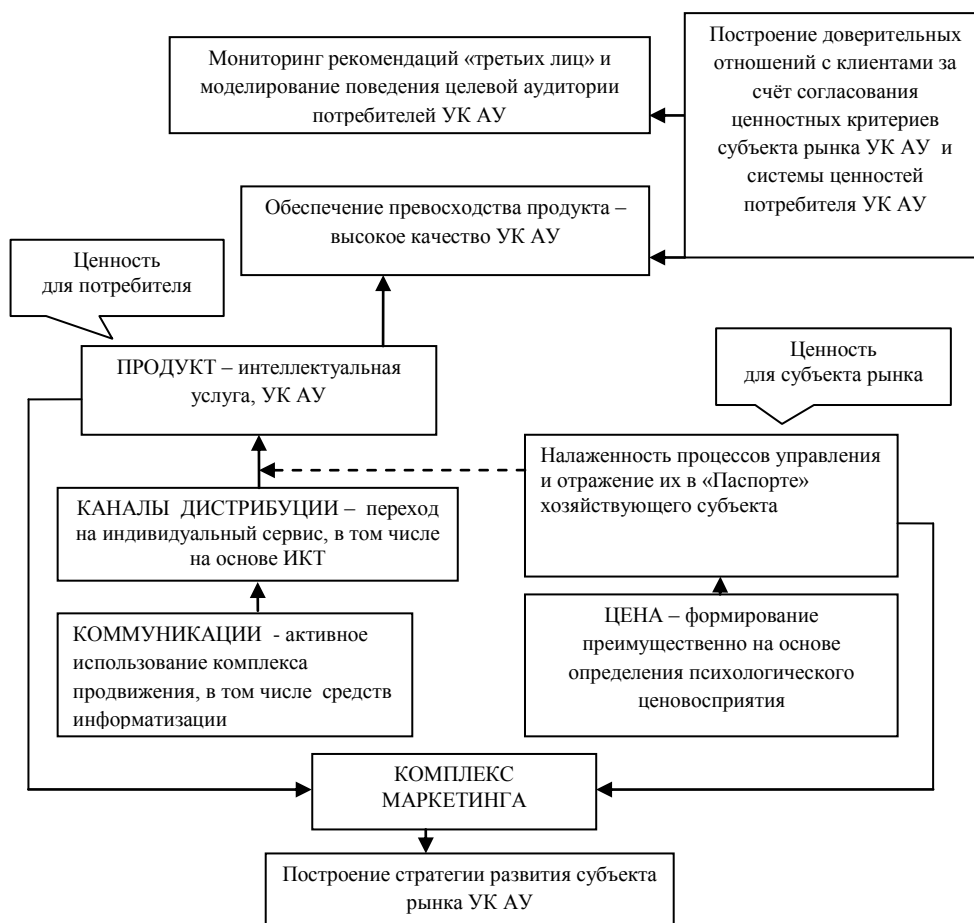 Мониторинг рекомендаций «третьих лиц» и
моделирование поведения целевой аудитории
потребителей УК АУ
Построение доверительных
отношений с клиентами за
счёт согласования
ценностных критериев
субъекта рынка УК АУ и
системы ценностей
потребителя УК АУ
Обеспечение превосходства продукта –
высокое качество УК АУ
Ценность
для потребителя
ПРОДУКТ – интеллектуальная
услуга, УК АУ
Ценность
для субъекта рынка
Налаженность процессов управления
и отражение их в «Паспорте»
хозяйствующего субъекта
КАНАЛЫ ДИСТРИБУЦИИ – переход
на индивидуальный сервис, в том числе
на основе ИКТ
КОММУНИКАЦИИ - активное
использование комплекса
продвижения, в том числе средств
информатизации
ЦЕНА – формирование
преимущественно на основе
определения психологического
ценовосприятия
КОМПЛЕКС
МАРКЕТИНГА
Построение стратегии развития субъекта
рынка УК АУ